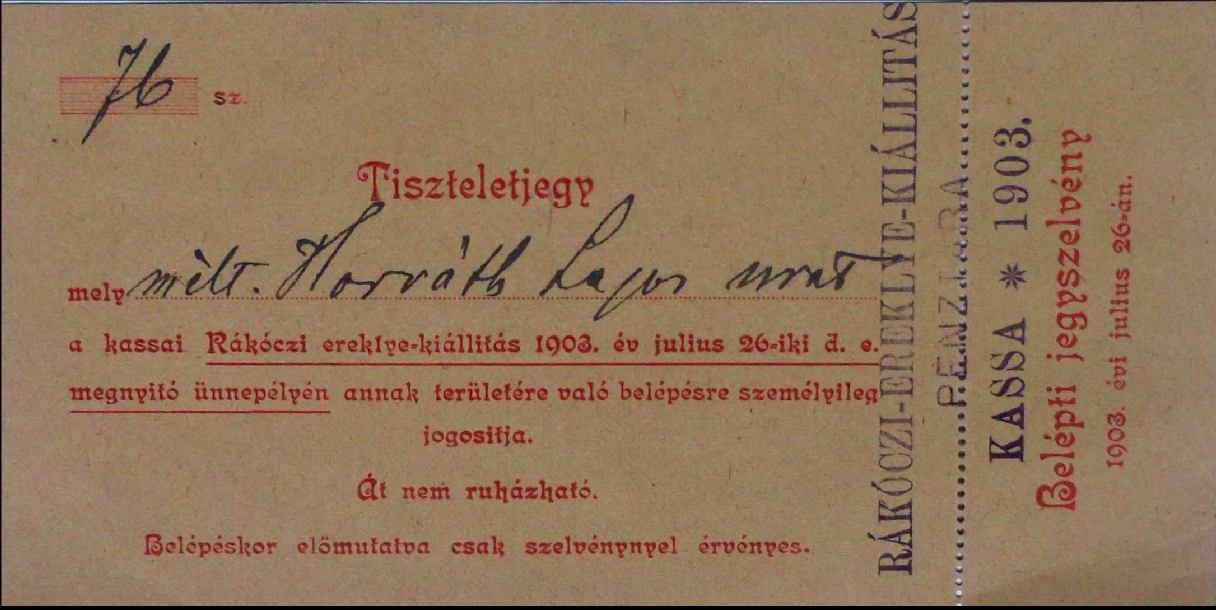 76 sz.
Tiszteletjegy
mely mélt. Horváth Lajos urat
a kassai Rákóczi ereklye-kiállitás 1903. év julius 26-iki d. e.
megnyitó ünnepélyén annak területére való belépésre személyileg
jogositja.
Át nem ruházható.
Belépéskor előmutatva csak szelvénynyel érvényes.
RÁKÓCZI-EREKLYE-KIÁLLITÁS
PÉNZTÁRA
KASSA * 1903.
Belépti jegyszelvény
1903. évi julius 26-án.